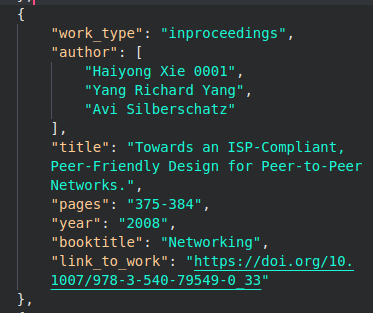 {
"work_type": "inproceedings",
"author": [
"Haiyong Xie 0001",
"Yang Richard Yang",
"Avi Silberschatz"
],
"title": "Towards an ISP-Compliant,
Peer-Friendly Design for Peer-to-Peer
Networks.",
"pages": "375-384",
"year": "2008",
"booktitle": "Networking",
"link_to_work": "https://doi.org/10.
1007/978-3-540-79549-0_33"
},